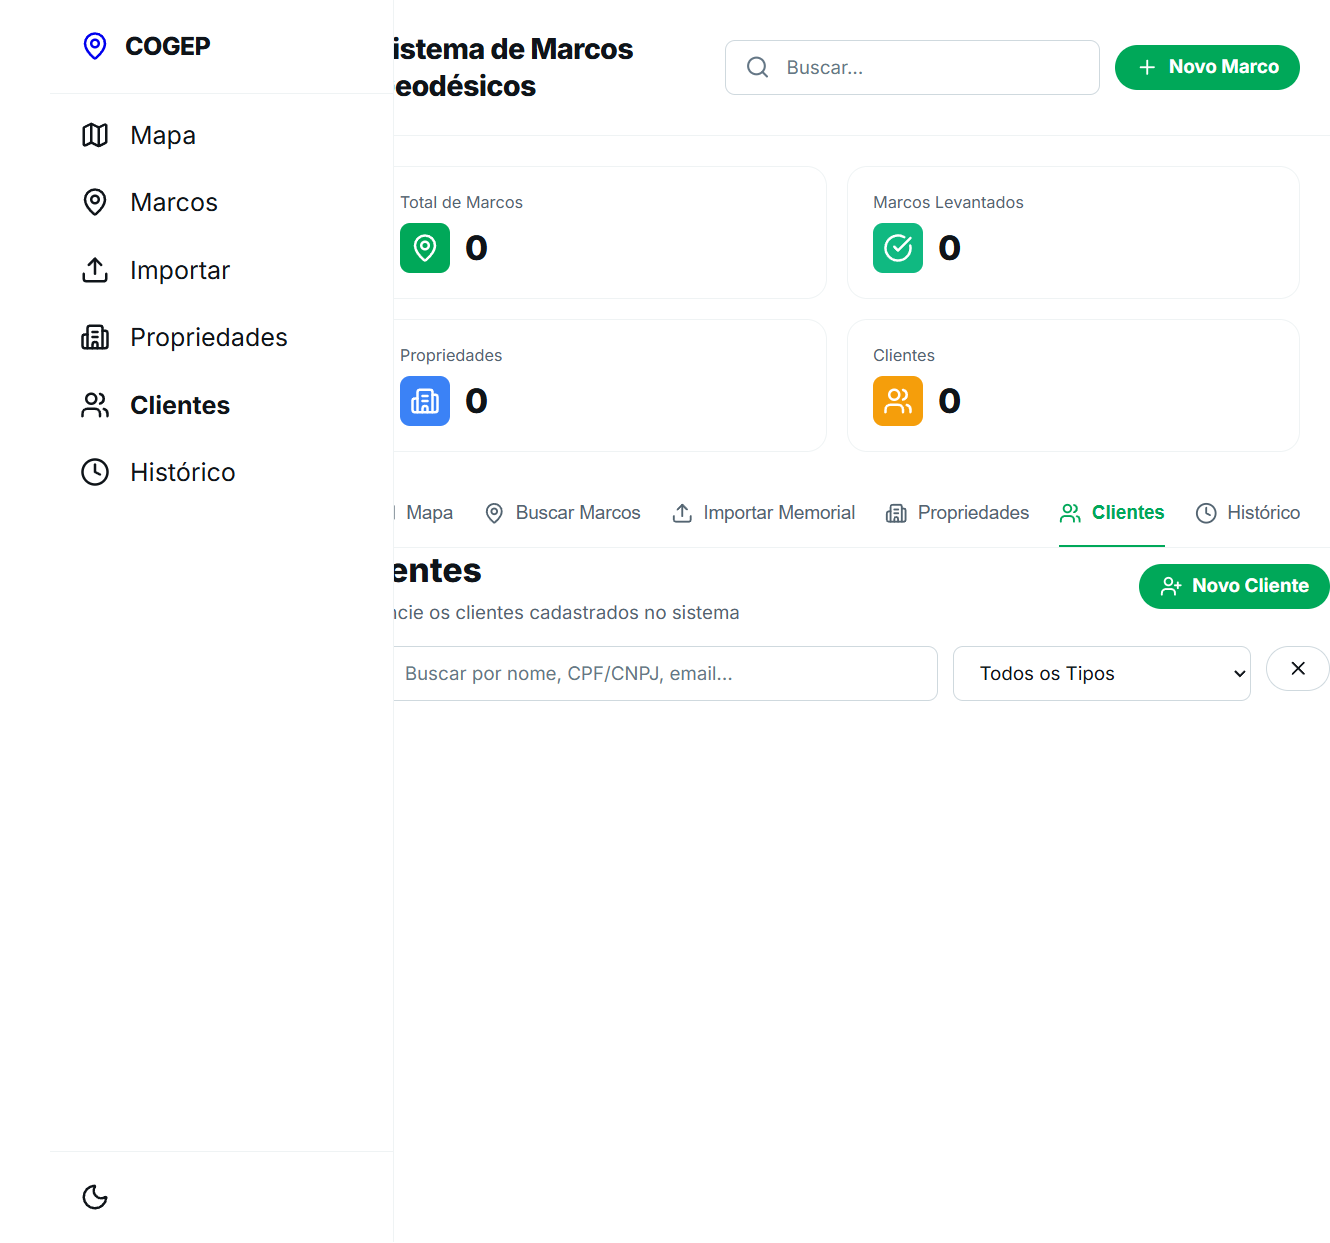 COGEP
Mapa
Marcos
Importar
Propriedades
Clientes
Histórico
istema de Marcos
eodésicos
Buscar...
Novo Marco
Total de Marcos
0
Marcos Levantados
0
Propriedades
0
Clientes
0
Mapa
Buscar Marcos
Importar Memorial
Propriedades
Clientes
Histórico
entes
Novo Cliente
ncie os clientes cadastrados no sistema
Buscar por nome, CPF/CNPJ, email...
Todos os Tipos